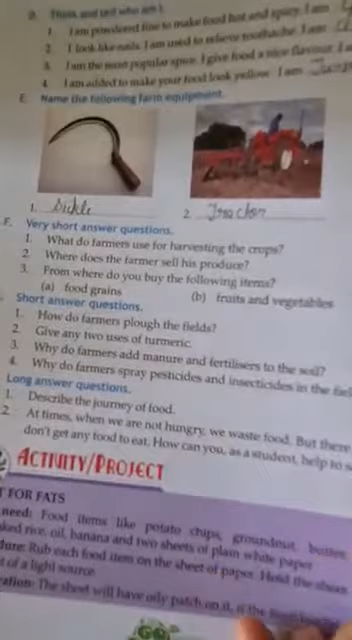 D. Think and tell who am I.
1. I am powdered fine to make food hot and spicy. I am
2. I look like nails. I am used to relieve toothache. I am
3. I am the most popular spice. I give food a nice flavour. I a
4. I am added to make your food look yellow. I am
E. Name the following farm equipment.
1. Sickle 2. Tractor
F. Very short answer questions.
1. What do farmers use for harvesting the crops?
2. Where does the farmer sell his produce?
3. From where do you buy the following items?
(a) food grains (b) fruits and vegetables
Short answer questions.
1. How do farmers plough the fields?
2. Give any two uses of turmeric.
3. Why do farmers add manure and fertilisers to the soil?
4. Why do farmers spray pesticides and insecticides in the fiel
Long answer questions.
1. Describe the journey of food.
2. At times, when we are not hungry, we waste food. But there
don't get any food to eat. How can you, as a student, help to s
ACTIVITY/PROJECT
T FOR FATS
need: Food items like potato chips, groundnut, butter,
ked rice, oil, banana and two sheets of plain white paper
dure: Rub each food item on the sheet of paper. Hold the sheet
t of a light source
vation: The sheet will have oily patch on it, if the